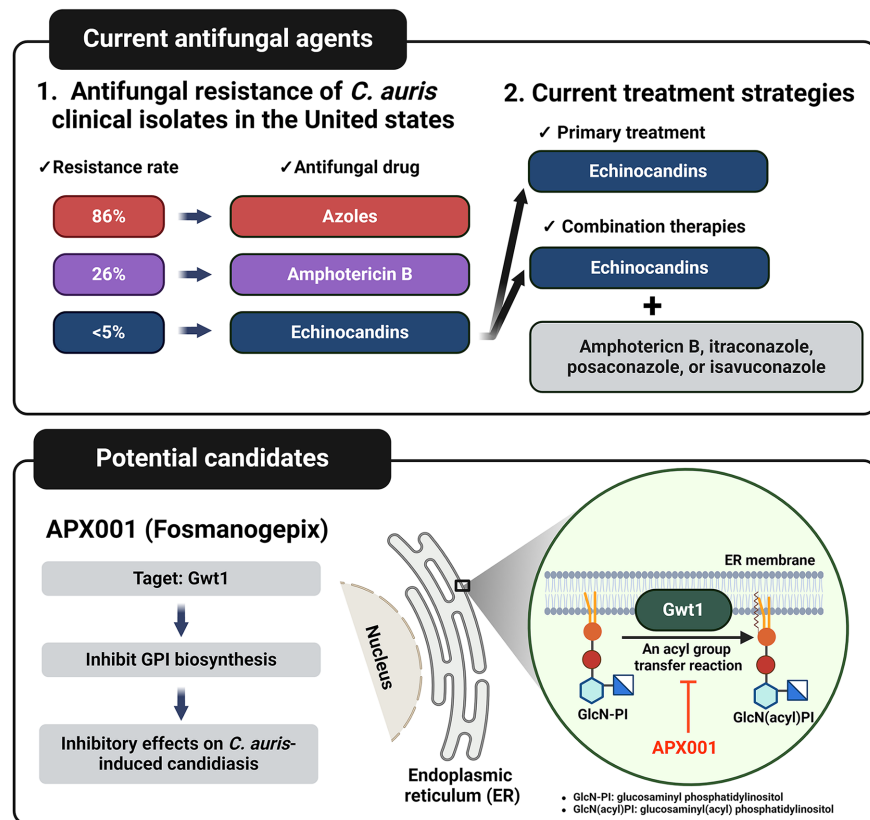 Current antifungal agents
1. Antifungal resistance of C. auris
clinical isolates in the United states
✓Resistance rate
✓Antifungal drug
86%
Azoles
26%
Amphotericin B
<5%
Echinocandins
2. Current treatment strategies
✓ Primary treatment
Echinocandins
✓ Combination therapies
Echinocandins
+
Amphotericn B, itraconazole,
posaconazole, or isavuconazole
Potential candidates
APX001 (Fosmanogepix)
Taget: Gwt1
Inhibit GPI biosynthesis
Inhibitory effects on C. auris-
induced candidiasis
Nucleus
Endoplasmic
reticulum (ER)
ER membrane
Gwt1
An acyl group
transfer reaction
GlcN-PI
GlcN(acyl)PI
APX001
• GlcN-PI: glucosaminyl phosphatidylinositol
• GlcN(acyl)PI: glucosaminyl(acyl) phosphatidylinositol